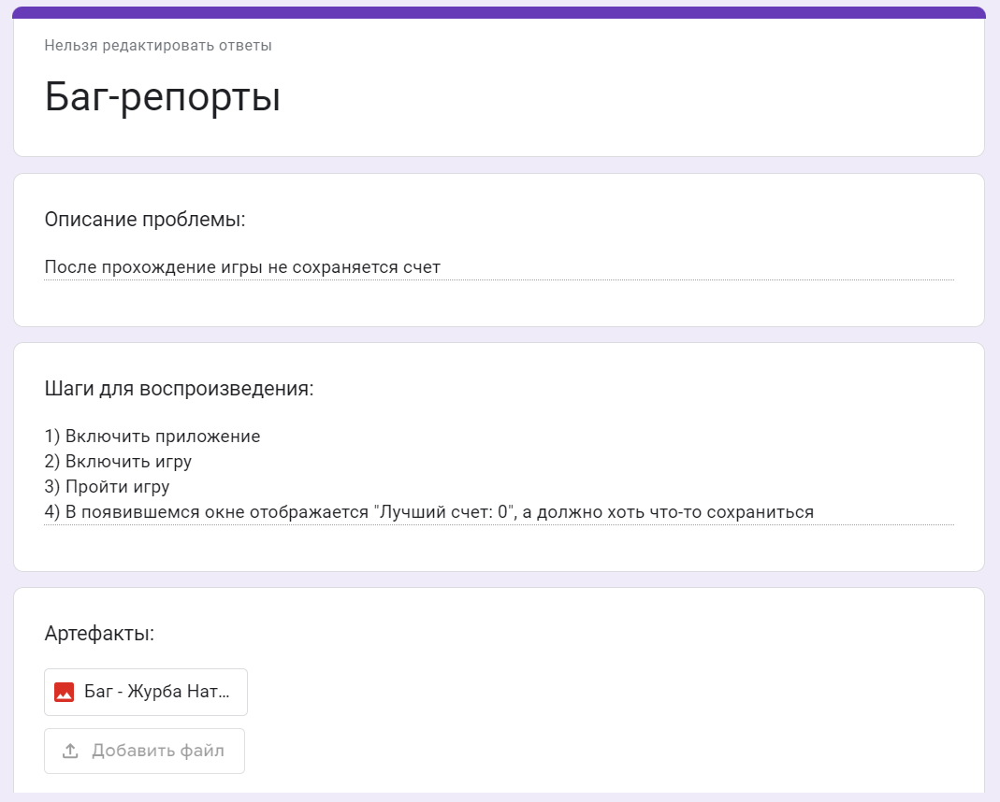 Нельзя редактировать ответы
Баг-репорты
Описание проблемы:
После прохождение игры не сохраняется счет
Шаги для воспроизведения:
1) Включить приложение
2) Включить игру
3) Пройти игру
4) В появившемся окне отображается "Лучший счет: 0", а должно хоть что-то сохраниться
Артефакты:
Баг - Журба Нат...
Добавить файл